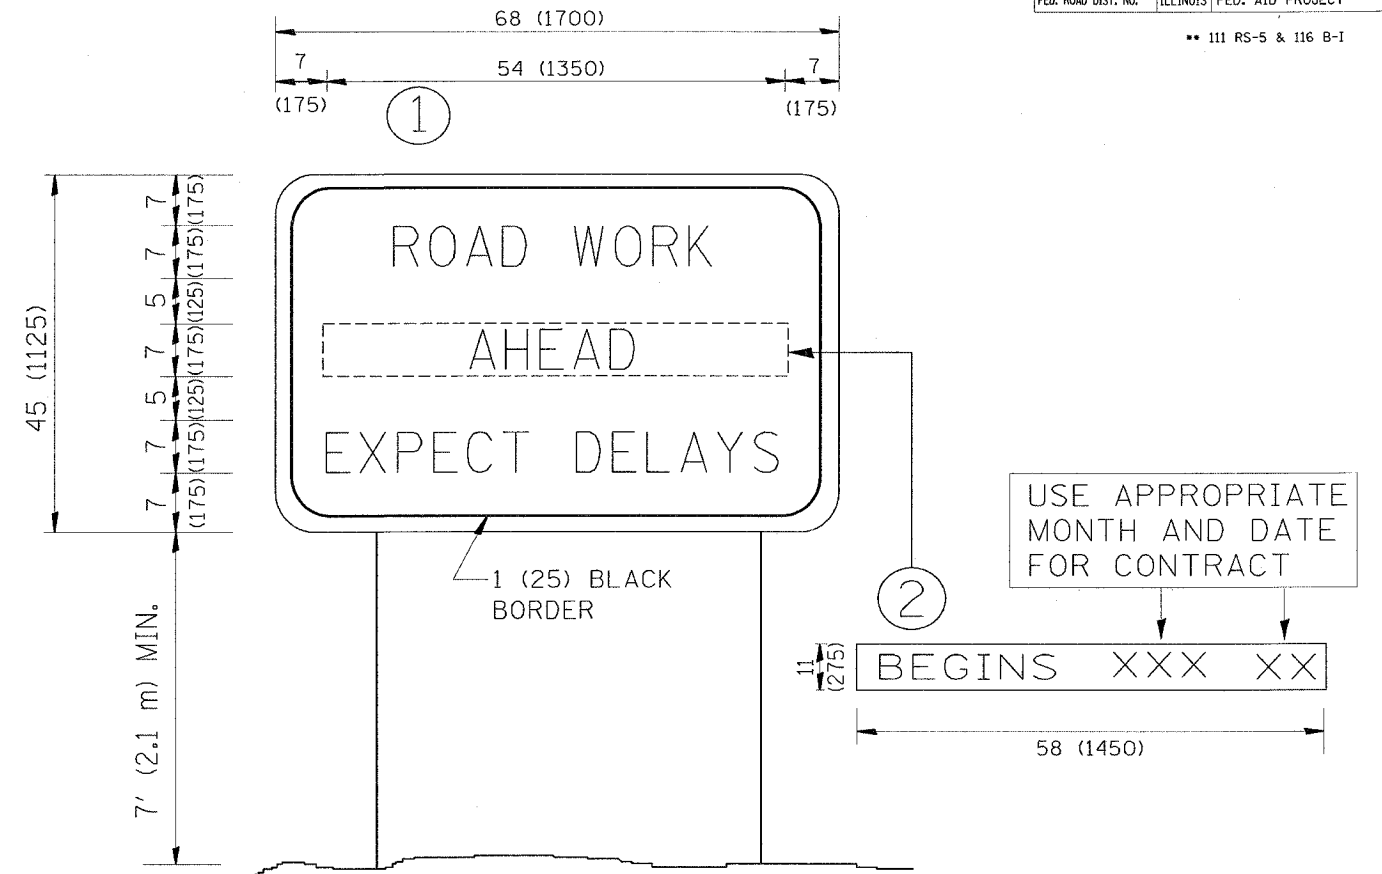 68 (1700)
FED. ROAD DIST. NO. ILLINOIS FED. AID PROJECT
** 111 RS-5 & 116 B-I
7 54 (1350) 7
(175) (175)
1
45 (1125)
7 (175)
7 (175)
5 (125)
7 (175)
5 (125)
7 (175)
7 (175)
7' (2.1 m) MIN.
ROAD WORK
AHEAD
EXPECT DELAYS
1 (25) BLACK
BORDER
USE APPROPRIATE
MONTH AND DATE
FOR CONTRACT
2
11 (275)
BEGINS XXX XX
58 (1450)